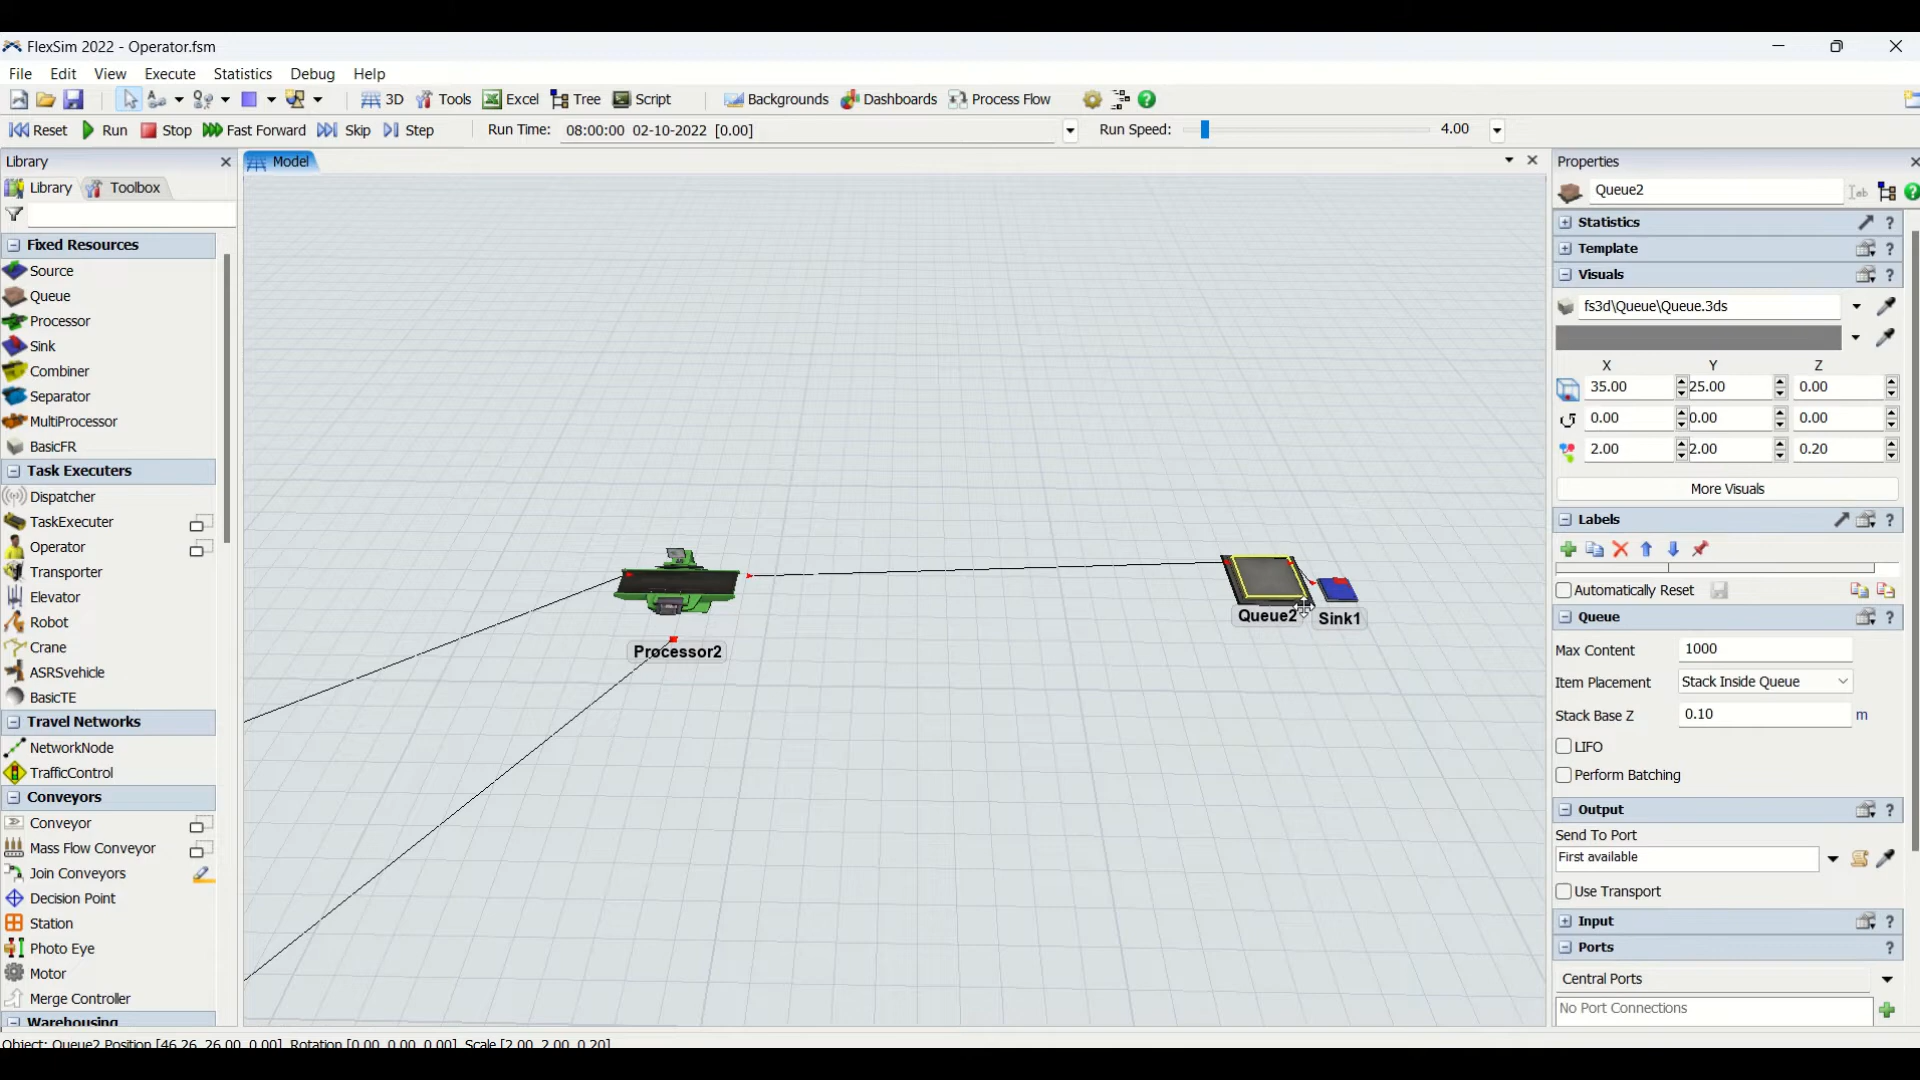 FlexSim 2022 - Operator.fsm
File Edit View Execute Statistics Debug Help
3D Tools Excel Tree Script Backgrounds Dashboards Process Flow
Reset Run Stop Fast Forward Skip Step Run Time: 08:00:00 02-10-2022 [0.00] Run Speed: 4.00
Library
Library Toolbox
Fixed Resources
Source
Queue
Processor
Sink
Combiner
Separator
MultiProcessor
BasicFR
Task Executers
Dispatcher
TaskExecuter
Operator
Transporter
Elevator
Robot
Crane
ASRSvehicle
BasicTE
Travel Networks
NetworkNode
TrafficControl
Conveyors
Conveyor
Mass Flow Conveyor
Join Conveyors
Decision Point
Station
Photo Eye
Motor
Merge Controller
Warehousing
Model
Processor2
Queue2
Sink1
Properties
Queue2
Statistics
Template
Visuals
fs3d\Queue\Queue.3ds
X Y Z
35.00 25.00 0.00
0.00 0.00 0.00
2.00 2.00 0.20
More Visuals
Labels
Automatically Reset
Queue
Max Content 1000
Item Placement Stack Inside Queue
Stack Base Z 0.10 m
LIFO
Perform Batching
Output
Send To Port
First available
Use Transport
Input
Ports
Central Ports
No Port Connections
Object: Queue2 Position [46.26, 26.00, 0.00] Rotation [0.00, 0.00, 0.00] Scale [2.00, 2.00, 0.20]